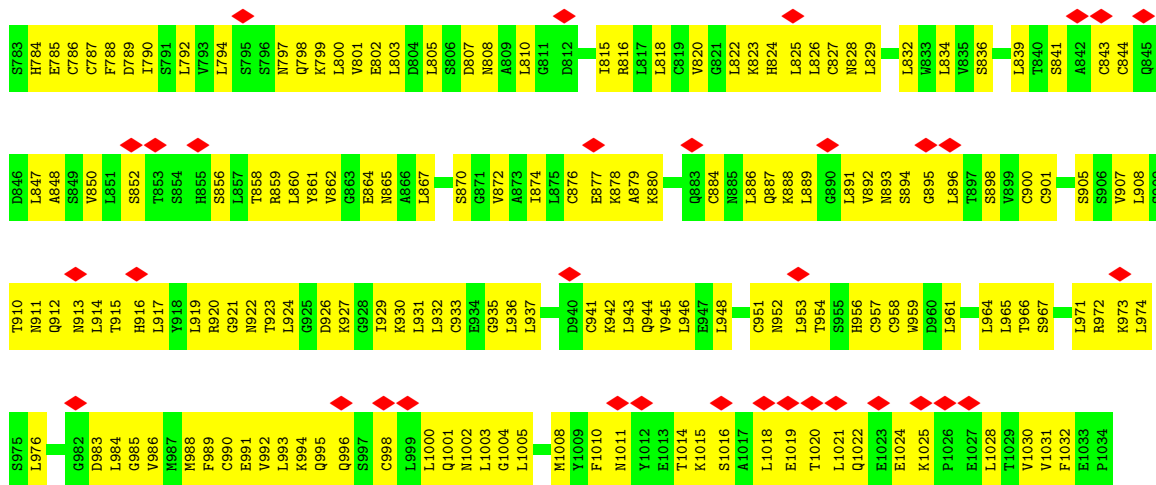 S783 H784 E785 C786 C787 F788 D789 I790 S791 L792 V793 L794 S795 S796 N797 Q798 K799 L800 V801 E802 L803 D804 L805 S806 D807 N808 A809 L810 G811 D812 I815 R816 L817 L818 C819 V820 G821 L822 K823 H824 L825 L826 C827 N828 L829 L832 W833 L834 V835 S836 L839 T840 S841 A842 C843 C844 Q845
D846 L847 A848 S849 V850 L851 S852 T853 S854 H855 S856 L857 T858 R859 L860 Y861 V862 G863 E864 N865 A866 L867 S870 G871 V872 A873 I874 L875 C876 E877 K878 A879 K880 Q883 C884 N885 L886 Q887 K888 L889 G890 L891 V892 N893 S894 G895 L896 T897 S898 V899 C900 C901 S905 S906 V907 L908
T910 N911 Q912 N913 L914 T915 H916 L917 Y918 L919 R920 G921 N922 T923 L924 G925 D926 K927 G928 I929 K930 L931 L932 C933 E934 G935 L936 L937 D940 C941 K942 L943 Q944 V945 L946 E947 L948 C951 N952 L953 T954 S955 H956 C957 C958 W959 D960 L961 L964 L965 T966 S967 L971 R972 K973 L974
S975 L976 G982 D983 L984 G985 V986 M987 M988 F989 C990 E991 V992 L993 K994 Q995 Q996 S997 C998 L999 L1000 Q1001 N1002 L1003 G1004 L1005 M1008 Y1009 F1010 N1011 Y1012 E1013 T1014 K1015 S1016 A1017 L1018 E1019 T1020 L1021 Q1022 E1023 E1024 K1025 P1026 E1027 L1028 T1029 V1030 V1031 F1032 E1033 P1034